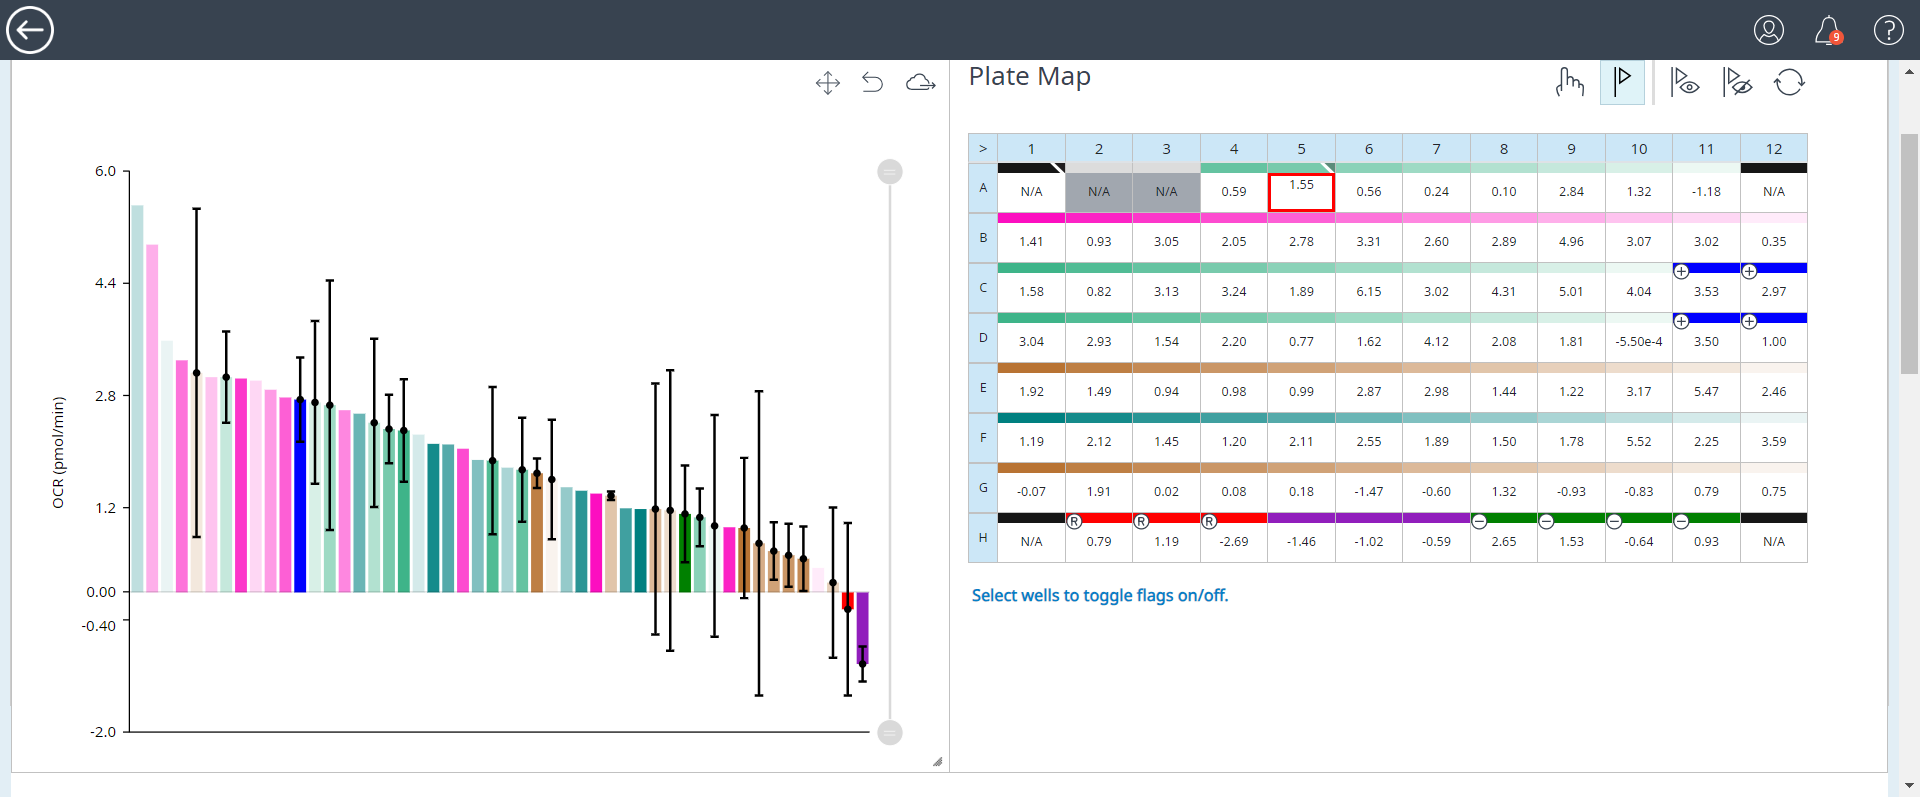 9
?
Plate Map
6.0
4.4
2.8
1.2
0.00
-0.40
-2.0
OCR (pmol/min)
> 1 2 3 4 5 6 7 8 9 10 11 12
A N/A N/A N/A 0.59 1.55 0.56 0.24 0.10 2.84 1.32 -1.18 N/A
B 1.41 0.93 3.05 2.05 2.78 3.31 2.60 2.89 4.96 3.07 3.02 0.35
+ +
C 1.58 0.82 3.13 3.24 1.89 6.15 3.02 4.31 5.01 4.04 3.53 2.97
+ +
D 3.04 2.93 1.54 2.20 0.77 1.62 4.12 2.08 1.81 -5.50e-4 3.50 1.00
E 1.92 1.49 0.94 0.98 0.99 2.87 2.98 1.44 1.22 3.17 5.47 2.46
F 1.19 2.12 1.45 1.20 2.11 2.55 1.89 1.50 1.78 5.52 2.25 3.59
G -0.07 1.91 0.02 0.08 0.18 -1.47 -0.60 1.32 -0.93 -0.83 0.79 0.75
R R R − − − −
H N/A 0.79 1.19 -2.69 -1.46 -1.02 -0.59 2.65 1.53 -0.64 0.93 N/A
Select wells to toggle flags on/off.